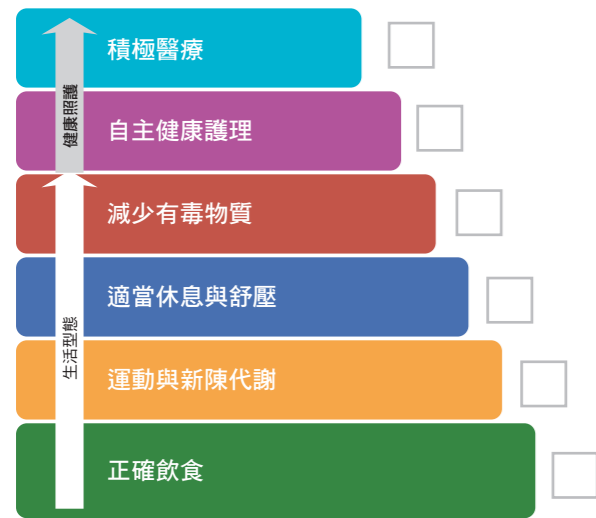 積極醫療
健康照護
自主健康護理
減少有毒物質
適當休息與舒壓
生活型態
運動與新陳代謝
正確飲食